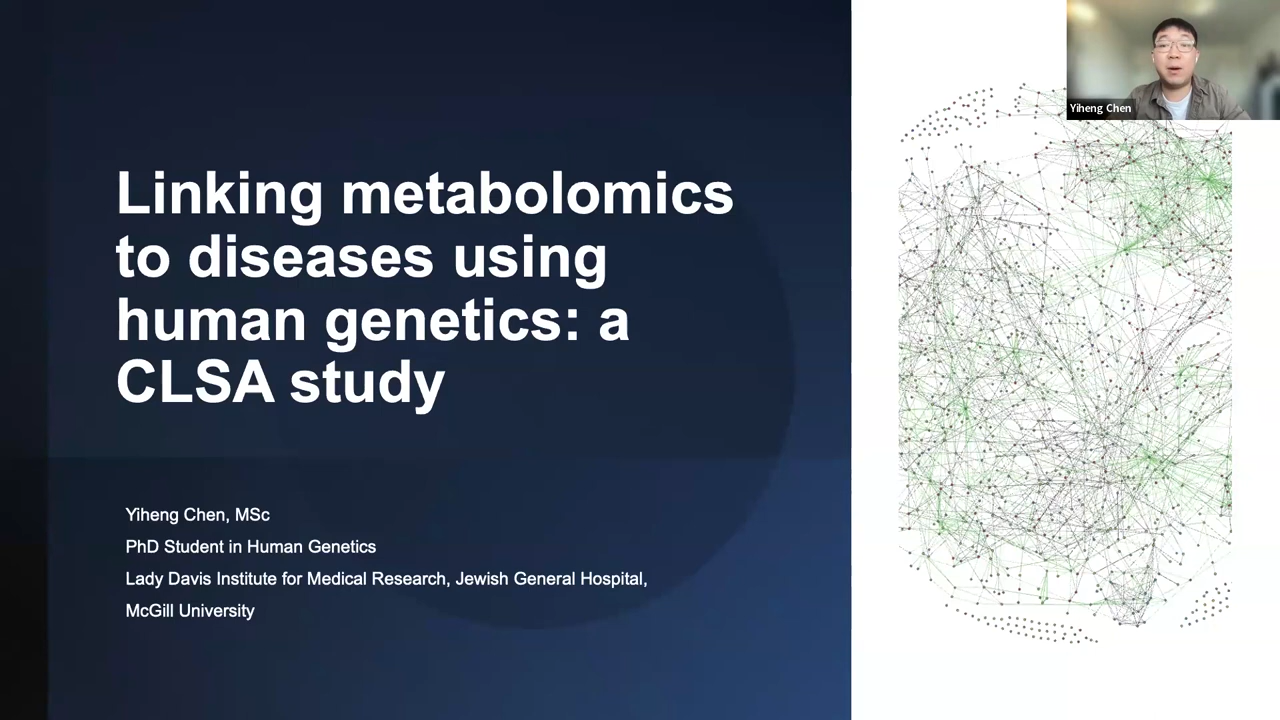 Linking metabolomics
to diseases using
human genetics: a
CLSA study
Yiheng Chen, MSc
PhD Student in Human Genetics
Lady Davis Institute for Medical Research, Jewish General Hospital,
McGill University
Yiheng Chen